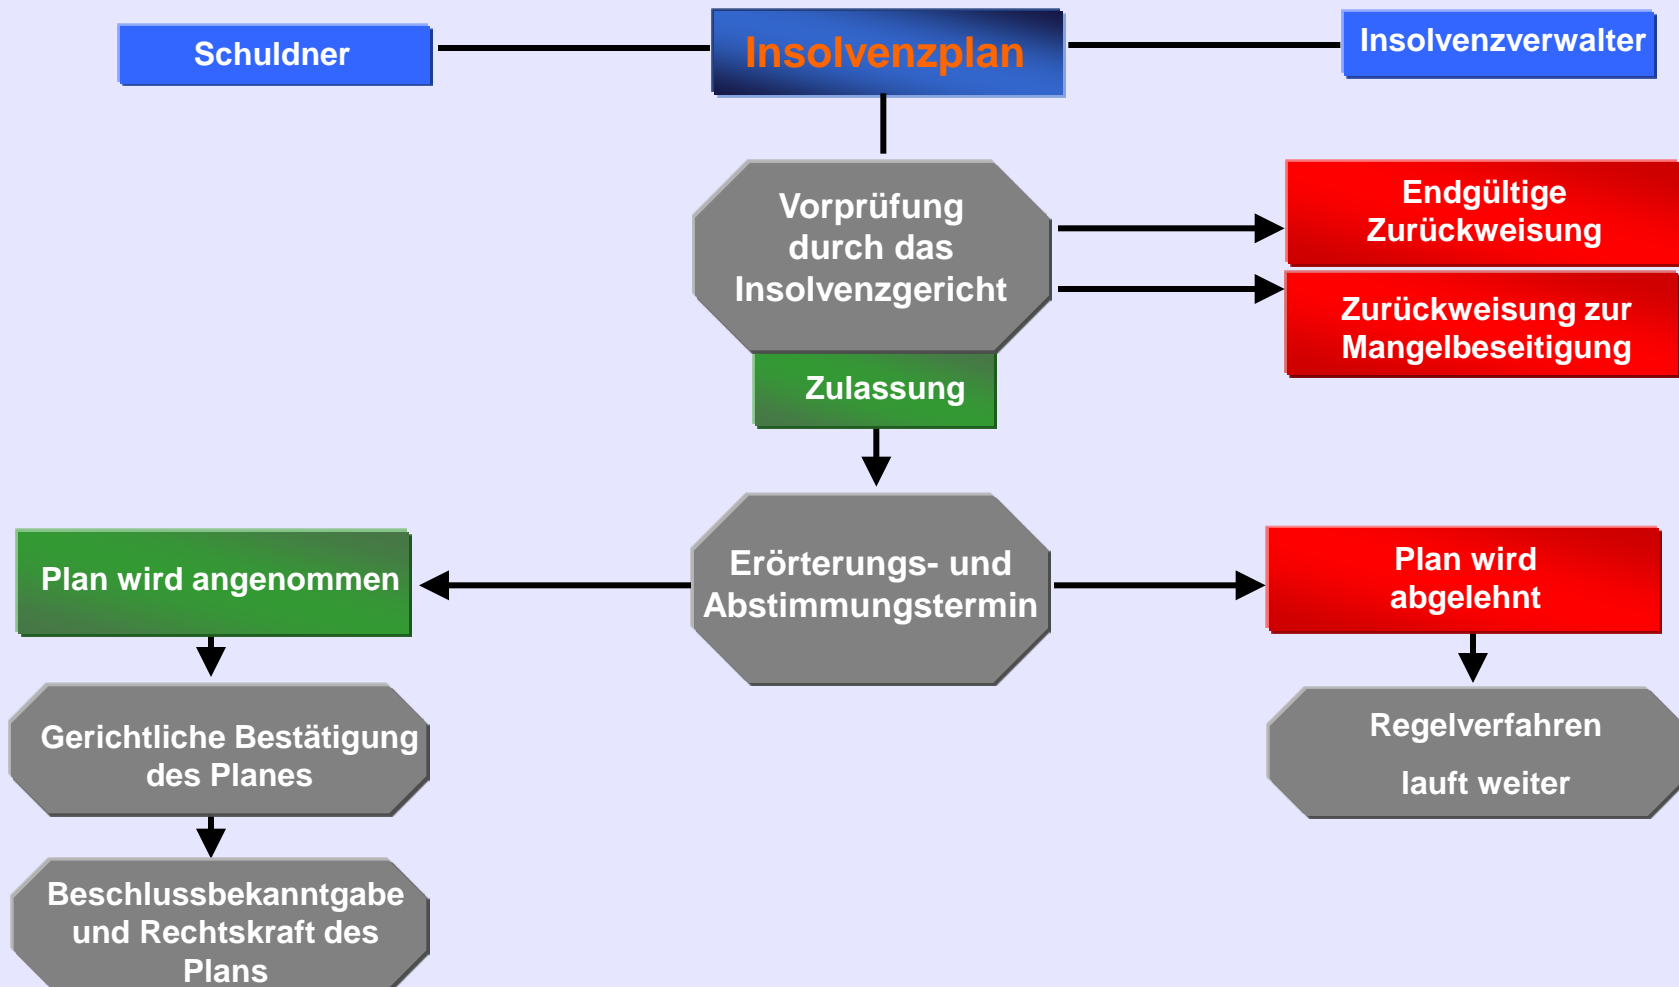 Schuldner
Insolvenzplan
Insolvenzverwalter
Vorprüfung
durch das
Insolvenzgericht
Endgültige
Zurückweisung
Zurückweisung zur
Mangelbeseitigung
Zulassung
Erörterungs- und
Abstimmungstermin
Plan wird angenommen
Plan wird
abgelehnt
Gerichtliche Bestätigung
des Planes
Regelverfahren
lauft weiter
Beschlussbekanntgabe
und Rechtskraft des
Plans